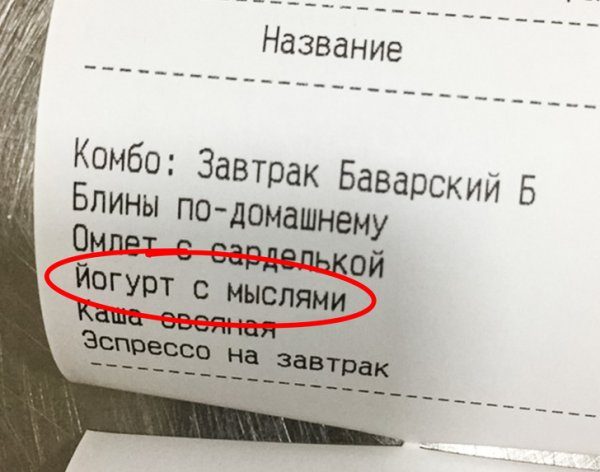 Название
Комбо: Завтрак Баварский Б
Блины по-домашнему
Омлет с сарделькой
Йогурт с мыслями
Каша овсяная
Эспрессо на завтрак